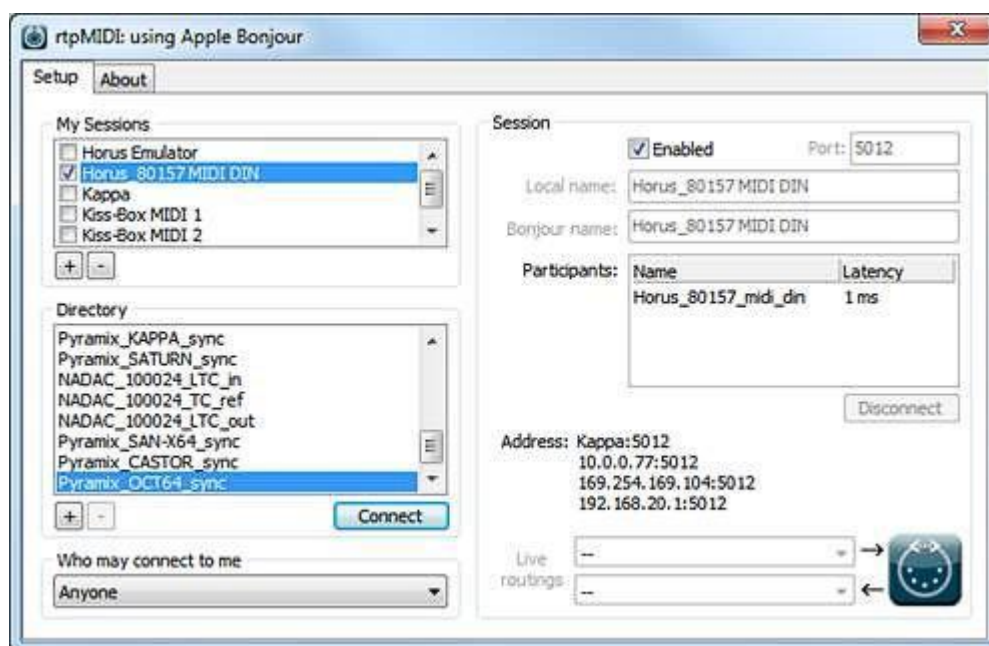 rtpMIDI: using Apple Bonjour
Setup
About
My Sessions
Horus Emulator
Horus_80157 MIDI DIN
Kappa
Kiss-Box MIDI 1
Kiss-Box MIDI 2
+ -
Directory
Pyramix_KAPPA_sync
Pyramix_SATURN_sync
NADAC_100024_LTC_in
NADAC_100024_TC_ref
NADAC_100024_LTC_out
Pyramix_SAN-X64_sync
Pyramix_CASTOR_sync
Pyramix_OCT64_sync
+ -
Connect
Who may connect to me
Anyone
Session
Enabled
Port: 5012
Local name: Horus_80157 MIDI DIN
Bonjour name: Horus_80157 MIDI DIN
Participants: Name Latency
Horus_80157_midi_din 1 ms
Disconnect
Address: Kappa:5012
10.0.0.77:5012
169.254.169.104:5012
192.168.20.1:5012
Live
routings
--
--